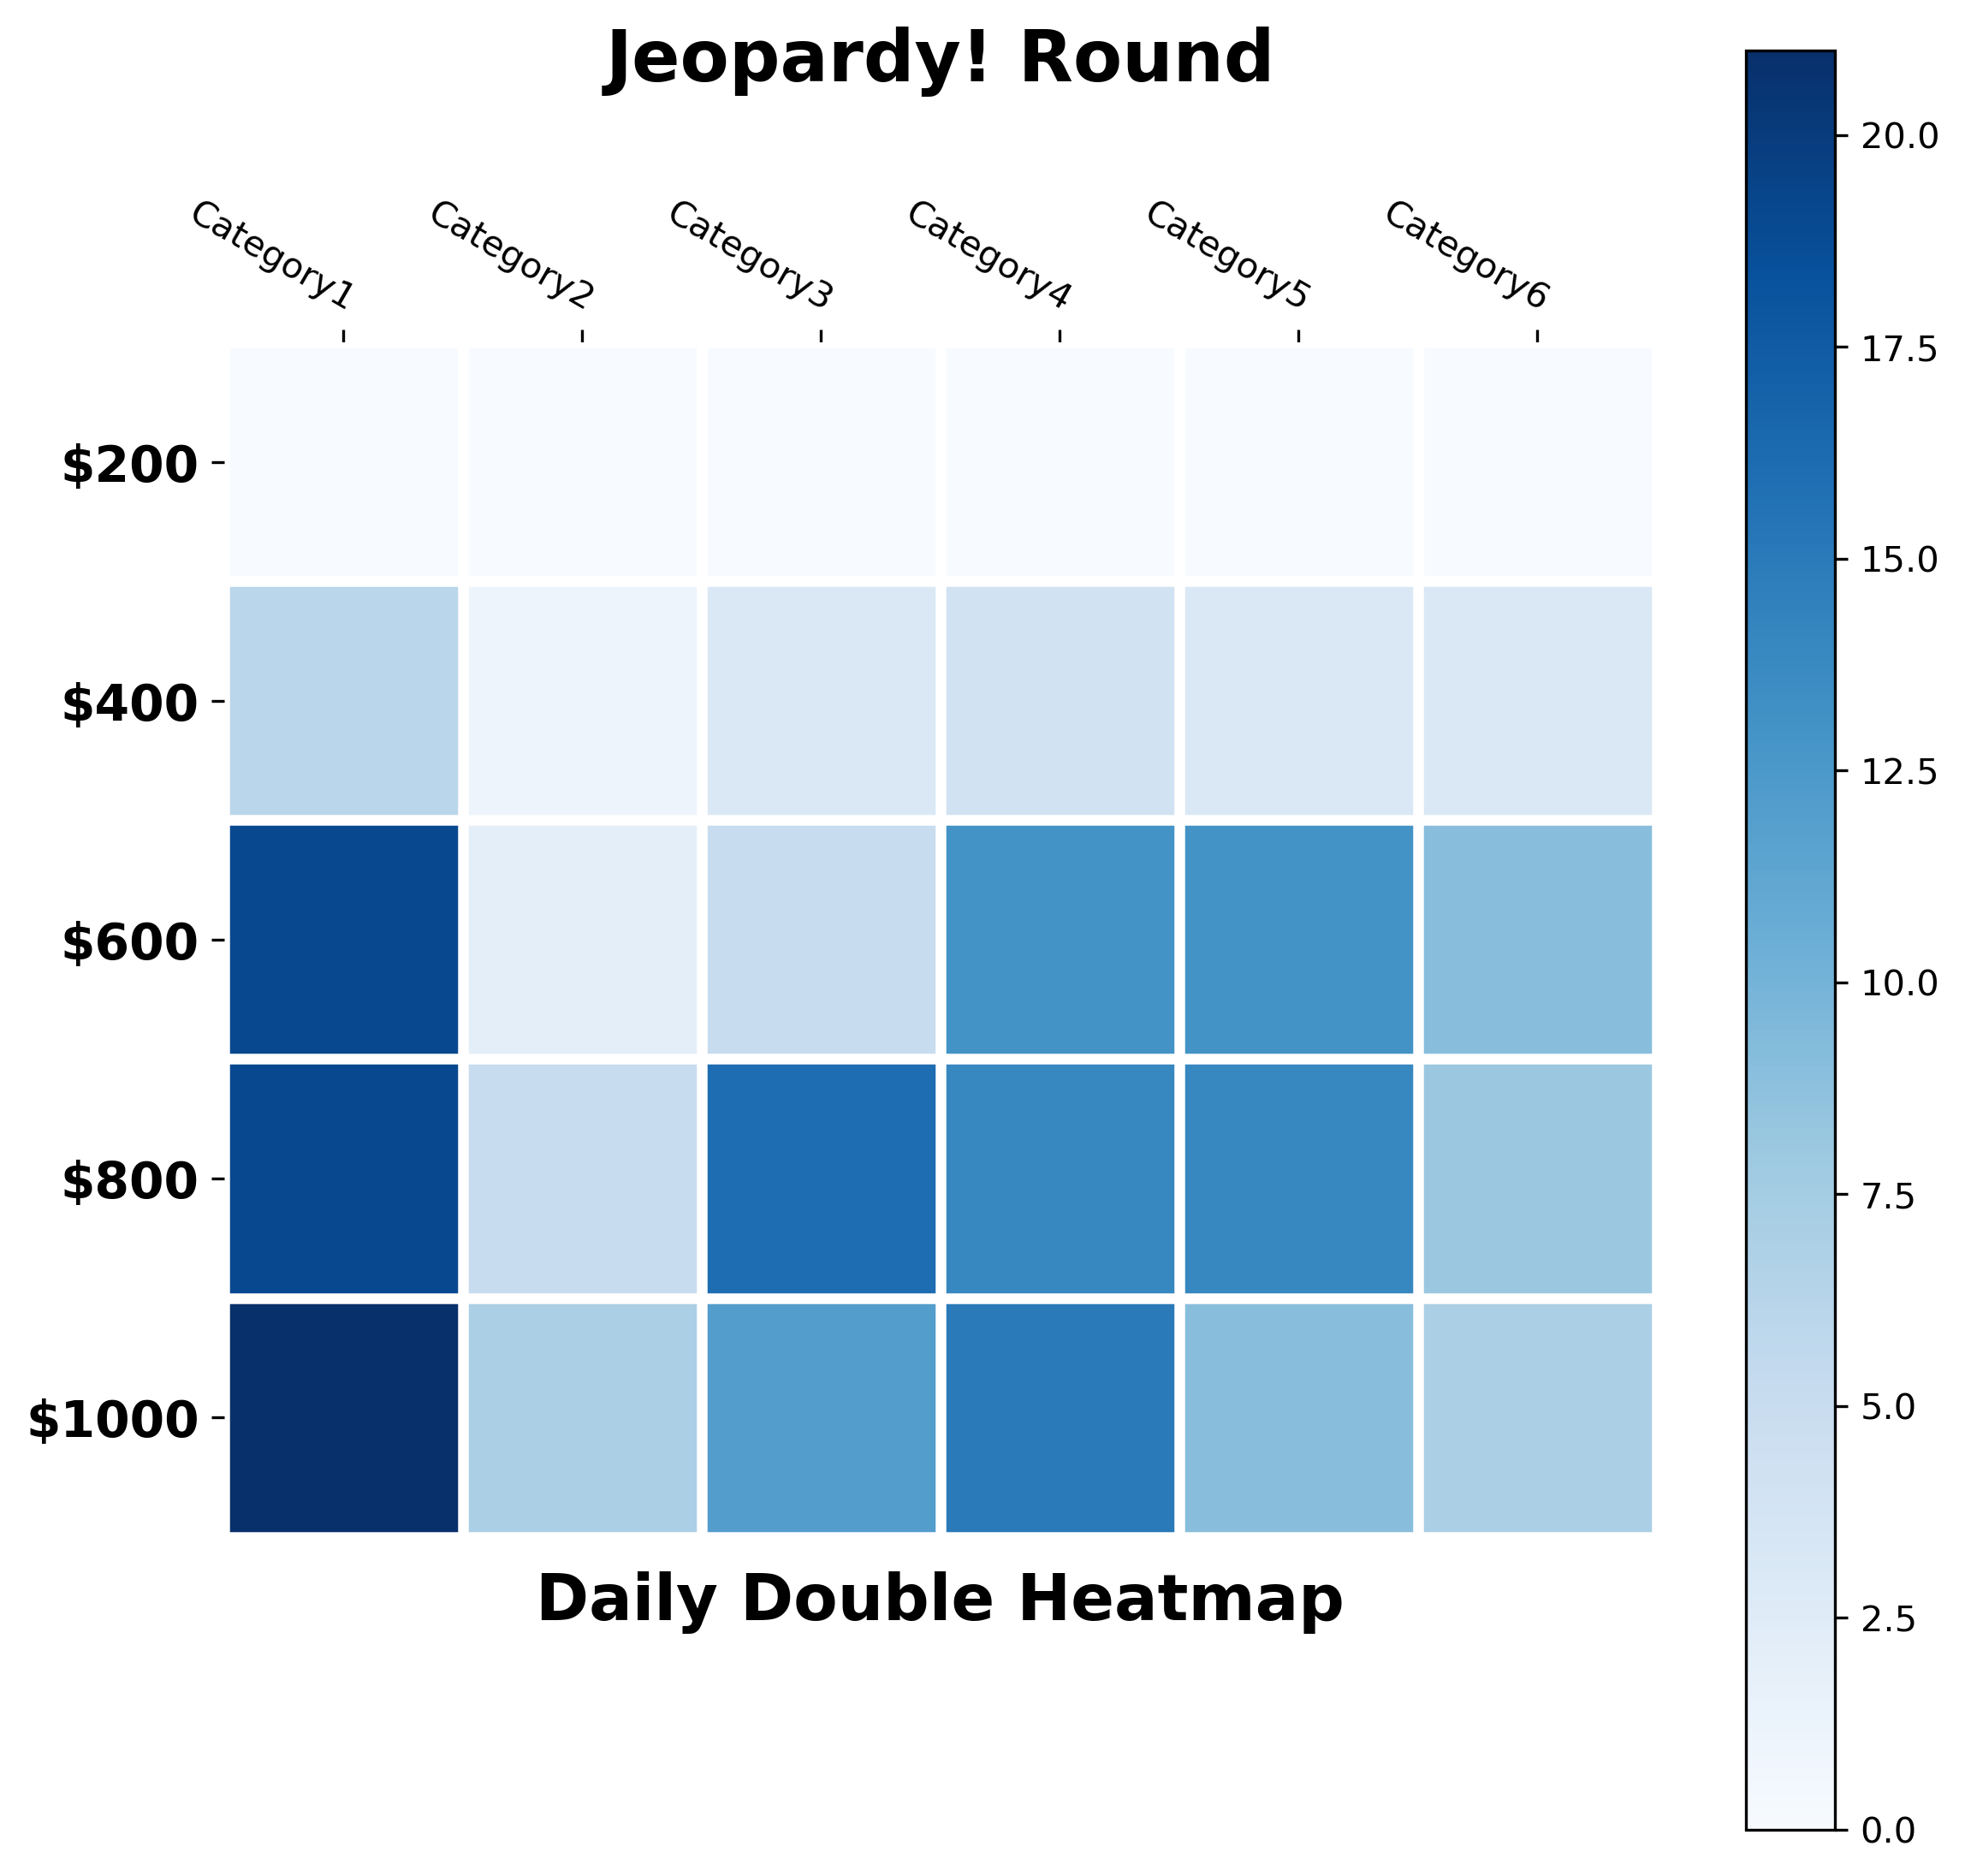 Jeopardy! Round
Category1
Category2
Category3
Category4
Category5
Category6
$200
$400
$600
$800
$1000
Daily Double Heatmap
20.0
17.5
15.0
12.5
10.0
7.5
5.0
2.5
0.0